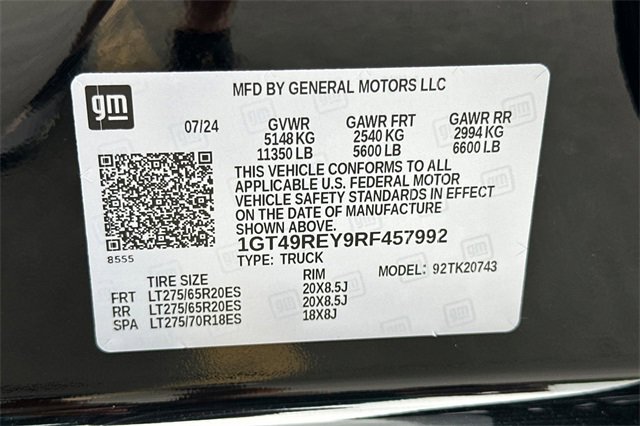 gm
MFD BY GENERAL MOTORS LLC
07/24 GVWR GAWR FRT GAWR RR
5148 KG 2540 KG 2994 KG
11350 LB 5600 LB 6600 LB
THIS VEHICLE CONFORMS TO ALL
APPLICABLE U.S. FEDERAL MOTOR
VEHICLE SAFETY STANDARDS IN EFFECT
ON THE DATE OF MANUFACTURE
SHOWN ABOVE.
1GT49REY9RF457992
8555
TYPE: TRUCK MODEL: 92TK20743
TIRE SIZE RIM
FRT LT275/65R20ES 20X8.5J
RR LT275/65R20ES 20X8.5J
SPA LT275/70R18ES 18X8J